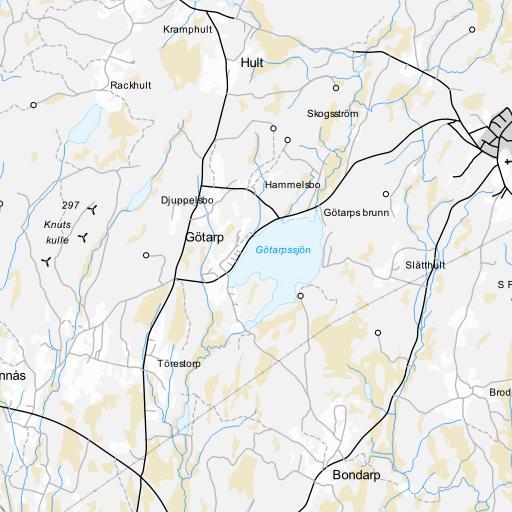 Kramphult
Hult
Rackhult
Skogsström
Hammelsbo
Djuppelsbo
297
Knuts
kulle
Götarps brunn
Götarp
Götarpssjön
Slätthult
S F
Törestorp
nnås
Brod
Bondarp